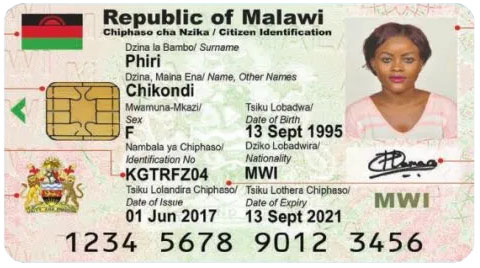 Republic of Malawi
Chiphaso cha Nzika / Citizen Identification
Dzina la Bambo/ Surname
Phiri
Dzina, Maina Ena/ Name, Other Names
Chikondi
Mwamuna-Mkazi/ Tsiku Lobadwa/
Sex Date of Birth
F 13 Sept 1995
Nambala ya Chiphaso/ Dziko Lobadwira/
Identification No Nationality
KGTRFZ04 MWI
Tsiku Lolandira Chiphaso/ Tsiku Lothera Chiphaso/
Date of Issue Date of Expiry
01 Jun 2017 13 Sept 2021
MWI
1234 5678 9012 3456